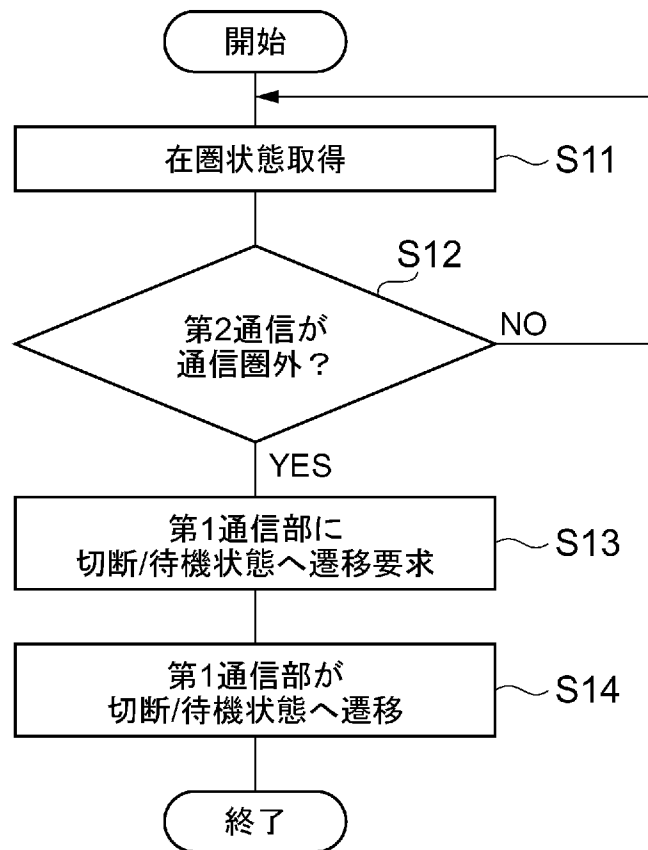 開始
在圏状態取得
S11
S12
第2通信が
通信圏外？
NO
YES
第1通信部に
切断/待機状態へ遷移要求
S13
第1通信部が
切断/待機状態へ遷移
S14
終了